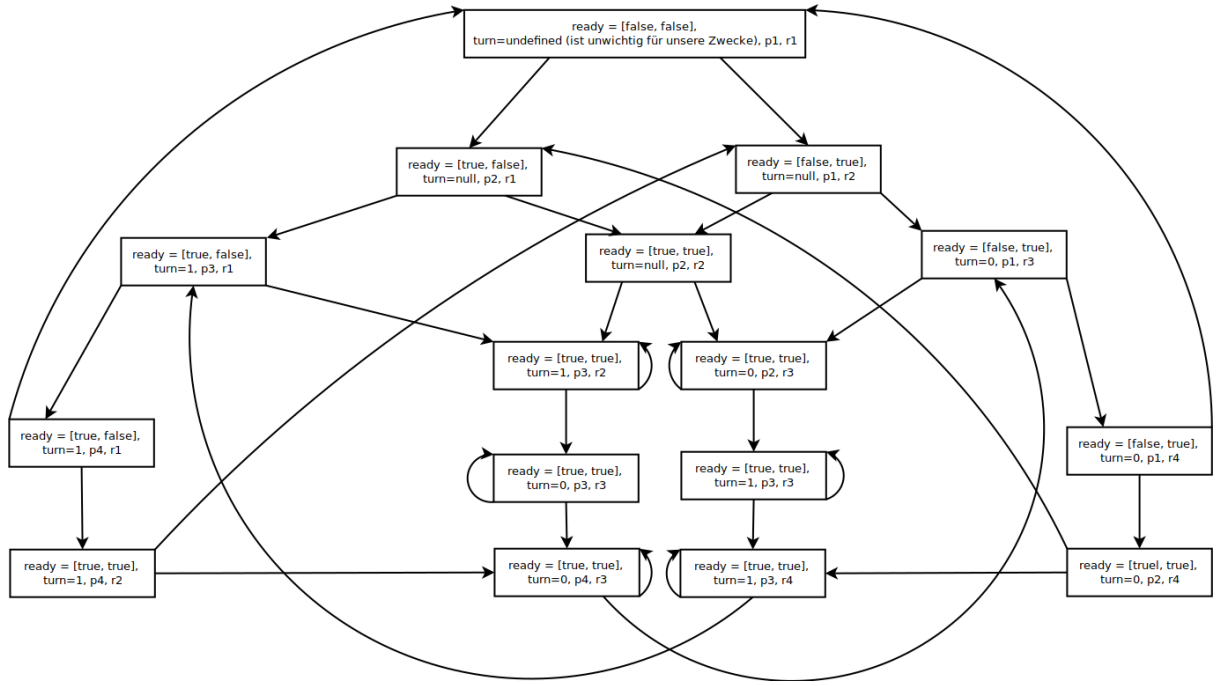 ready = [false, false],
turn=undefined (ist unwichtig für unsere Zwecke), p1, r1
ready = [true, false],
turn=null, p2, r1
ready = [false, true],
turn=null, p1, r2
ready = [true, false],
turn=1, p3, r1
ready = [true, true],
turn=null, p2, r2
ready = [false, true],
turn=0, p1, r3
ready = [true, true],
turn=1, p3, r2
ready = [true, true],
turn=0, p2, r3
ready = [true, false],
turn=1, p4, r1
ready = [false, true],
turn=0, p1, r4
ready = [true, true],
turn=0, p3, r3
ready = [true, true],
turn=1, p3, r3
ready = [true, true],
turn=1, p4, r2
ready = [true, true],
turn=0, p4, r3
ready = [true, true],
turn=1, p3, r4
ready = [truel, true],
turn=0, p2, r4